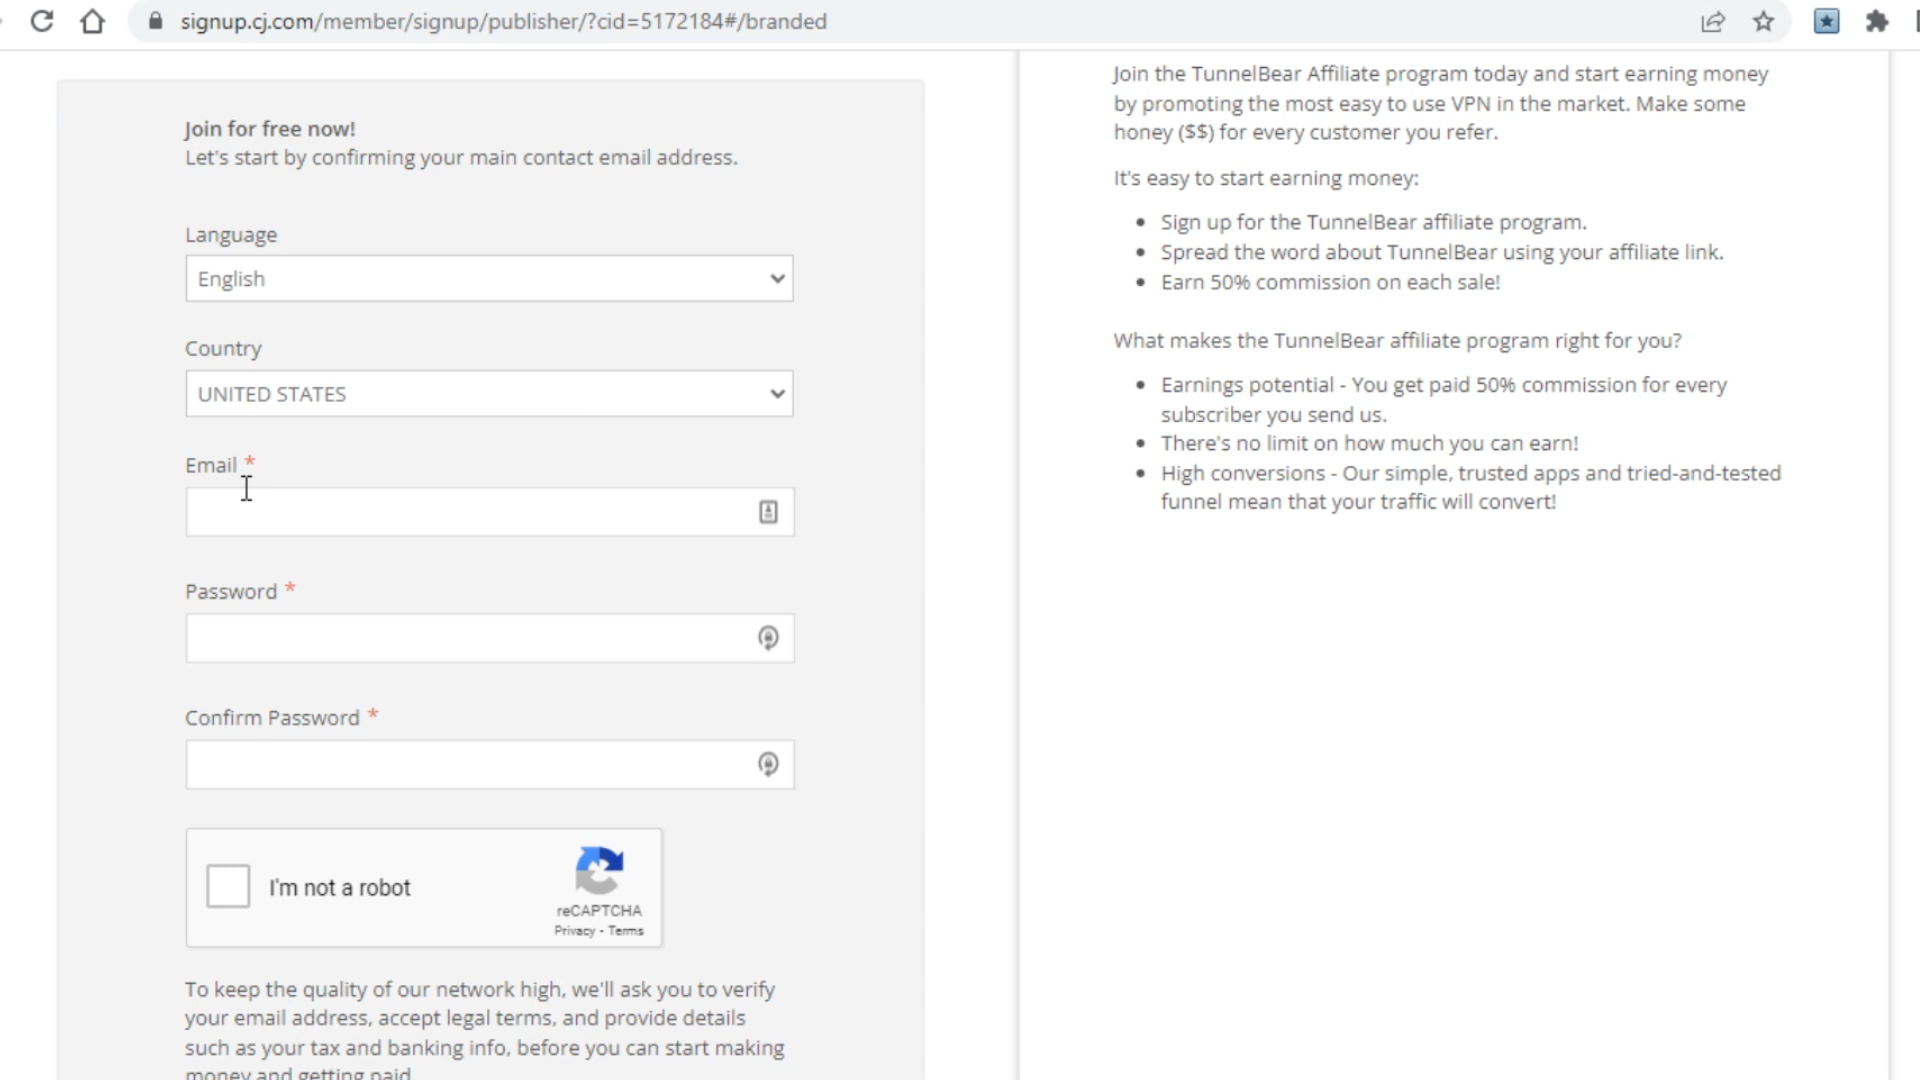 signup.cj.com/member/signup/publisher/?cid=5172184#/branded
Join for free now!
Let's start by confirming your main contact email address.
Language
English
Country
UNITED STATES
Email *
Password *
Confirm Password *
I'm not a robot
reCAPTCHA
Privacy - Terms
To keep the quality of our network high, we'll ask you to verify
your email address, accept legal terms, and provide details
such as your tax and banking info, before you can start making
money and getting paid.
Join the TunnelBear Affiliate program today and start earning money
by promoting the most easy to use VPN in the market. Make some
honey ($$) for every customer you refer.
It's easy to start earning money:
• Sign up for the TunnelBear affiliate program.
• Spread the word about TunnelBear using your affiliate link.
• Earn 50% commission on each sale!
What makes the TunnelBear affiliate program right for you?
• Earnings potential - You get paid 50% commission for every
subscriber you send us.
• There's no limit on how much you can earn!
• High conversions - Our simple, trusted apps and tried-and-tested
funnel mean that your traffic will convert!